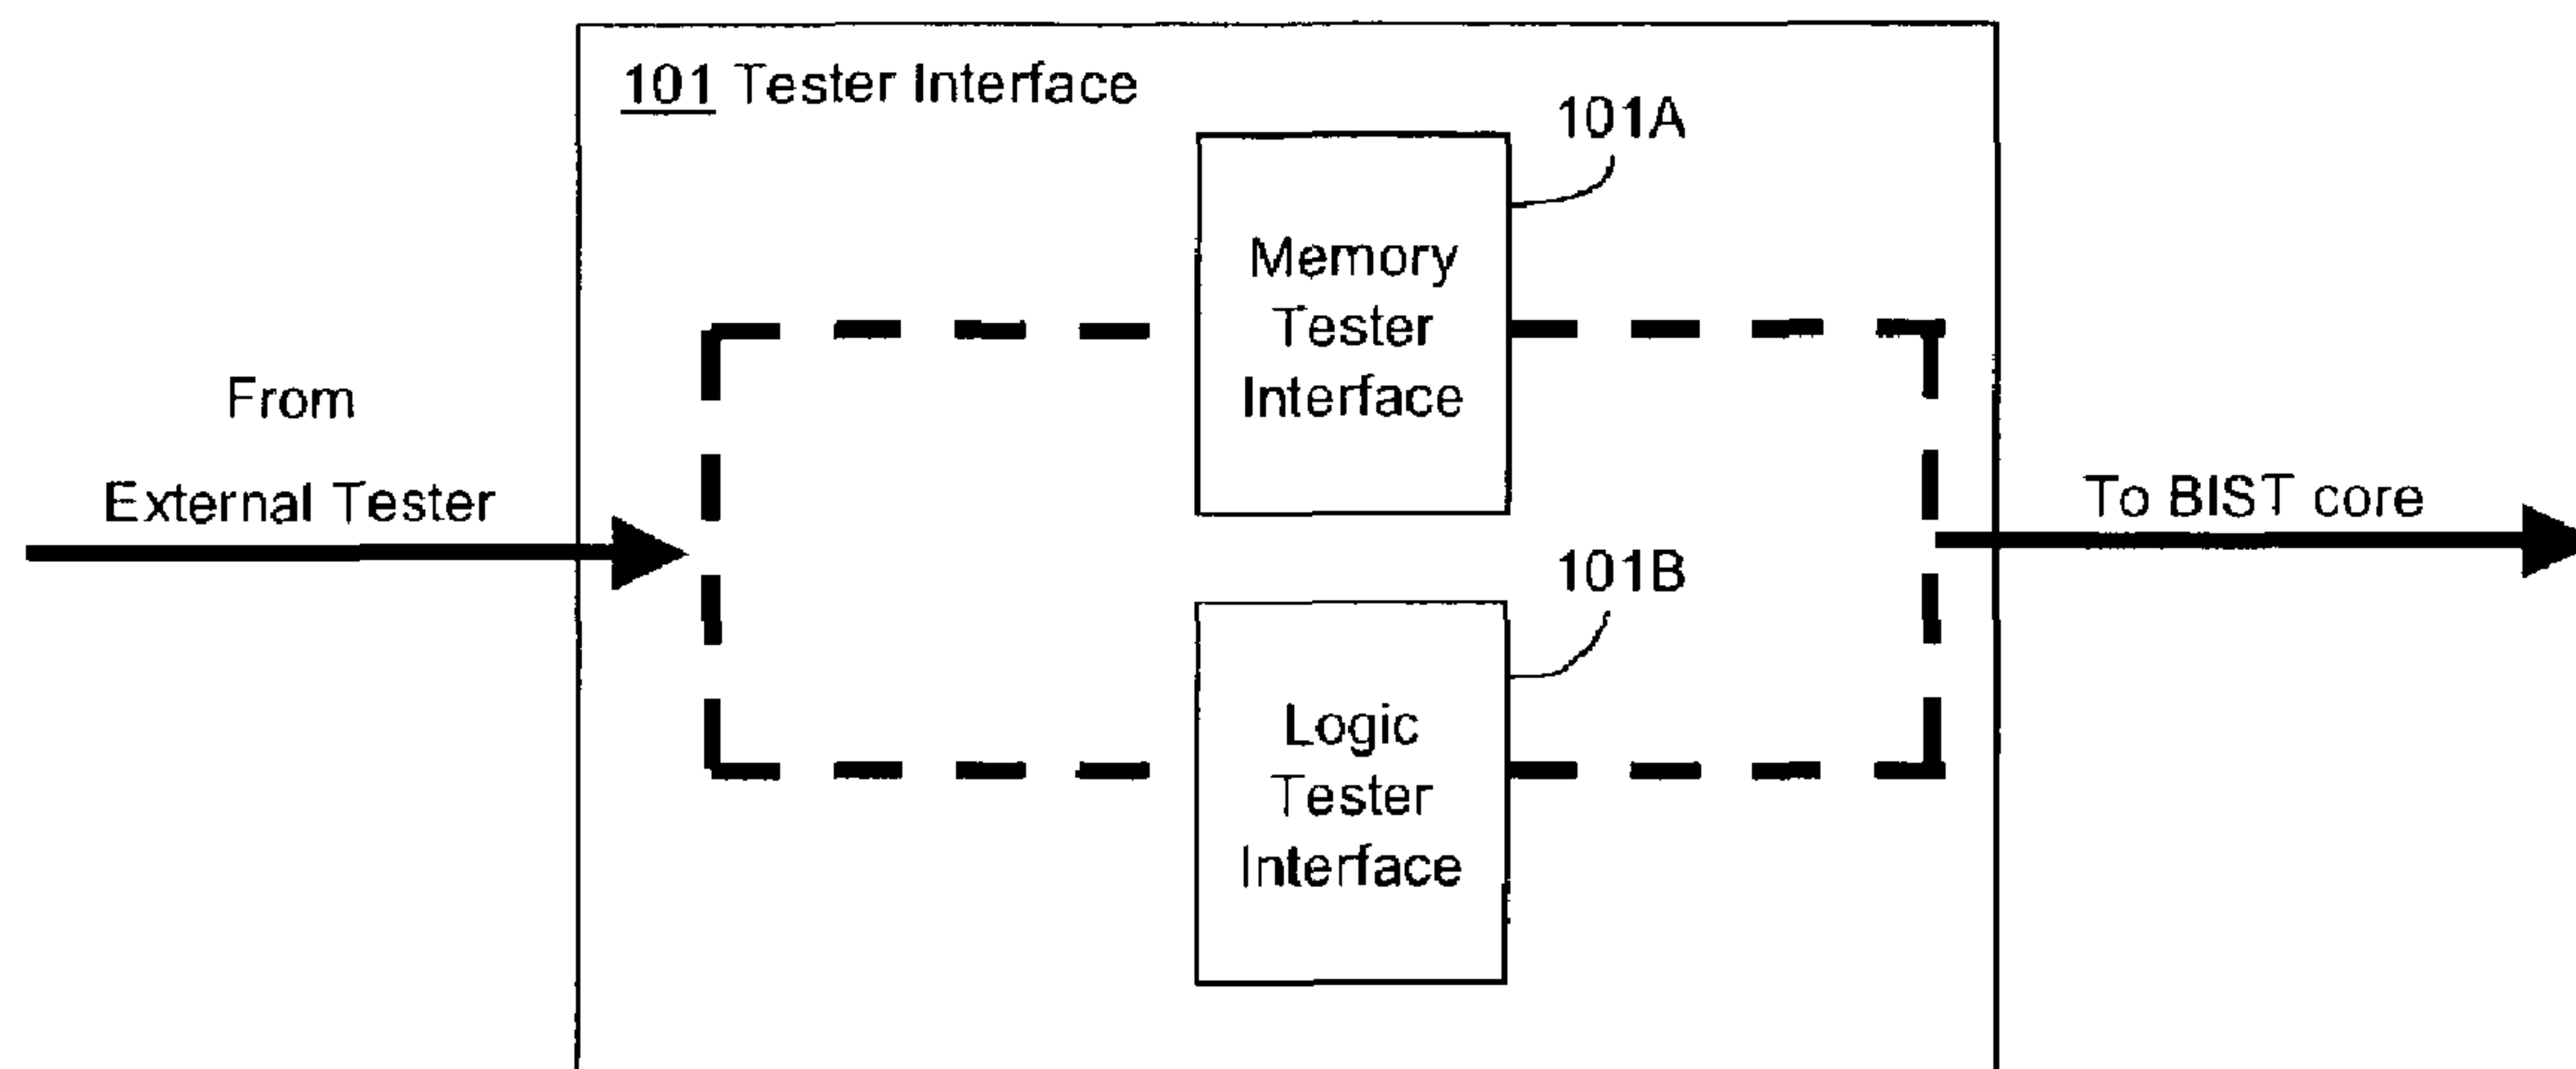 101 Tester Interface
101A
Memory
Tester
Interface
From
External Tester
To BIST core
101B
Logic
Tester
Interface